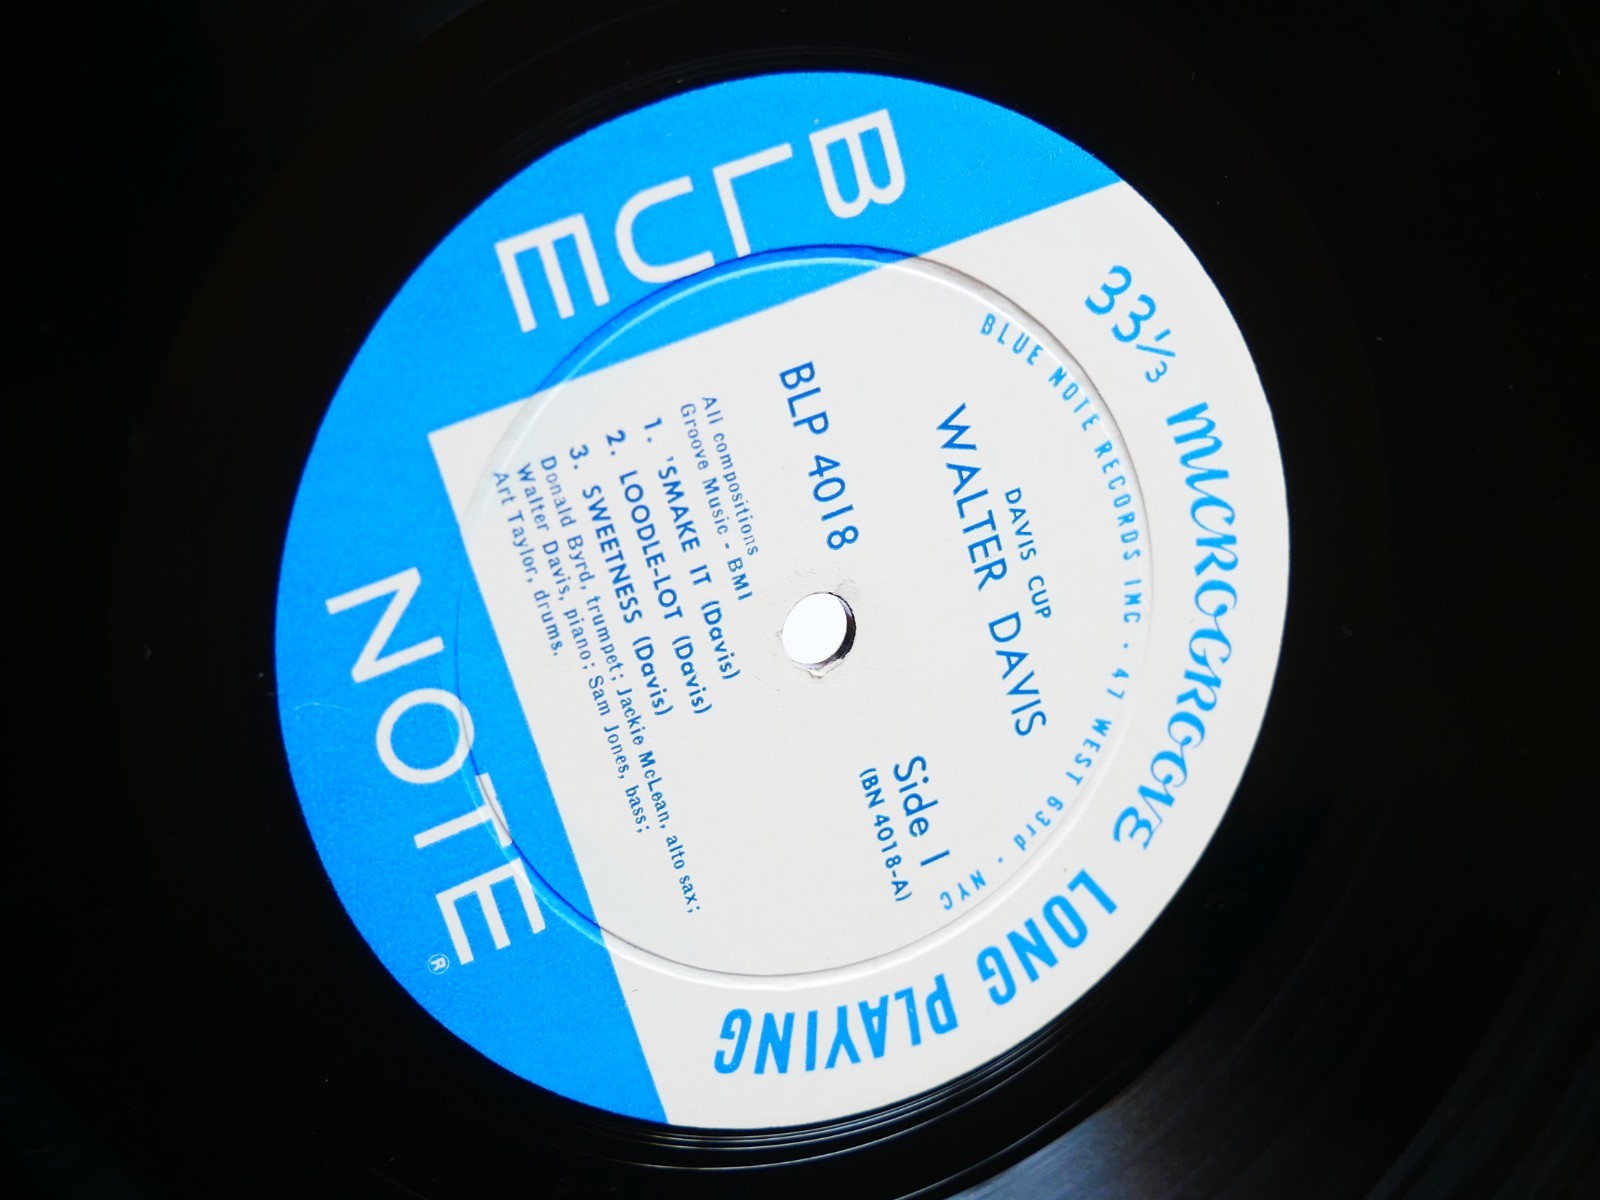 33⅓ MICROGROOVE LONG PLAYING
BLUE NOTE RECORDS INC · 47 WEST 63rd · NYC
DAVIS CUP
WALTER DAVIS
Side 1
(BN 4018-A)
BLP 4018
All compositions
Groove Music - BMI
1. 'SMAKE IT (Davis)
2. LOODLE-LOT (Davis)
3. SWEETNESS (Davis)
Donald Byrd, trumpet; Jackie McLean, alto sax;
Walter Davis, piano; Sam Jones, bass;
Art Taylor, drums.
BLUE
NOTE®